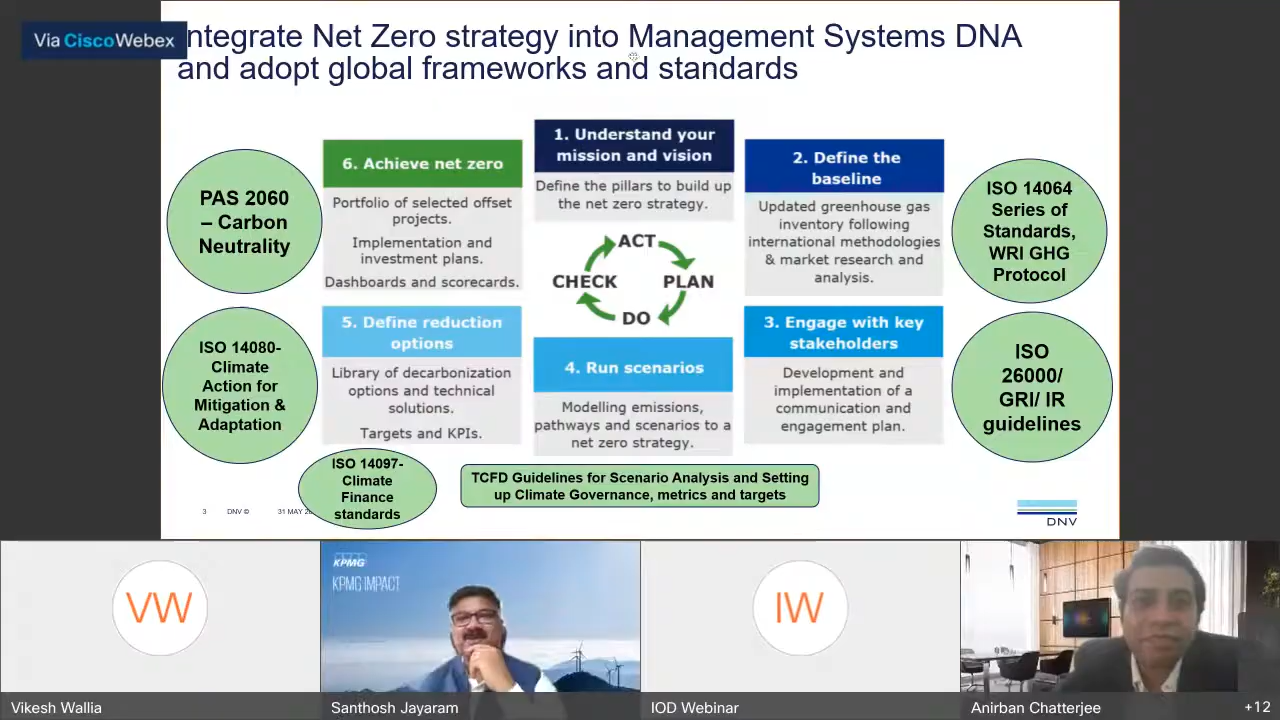 Via Cisco Webex
ntegrate Net Zero strategy into Management Systems DNA
and adopt global frameworks and standards
PAS 2060
– Carbon
Neutrality
6. Achieve net zero
Portfolio of selected offset
projects.
Implementation and
investment plans.
Dashboards and scorecards.
1. Understand your
mission and vision
Define the pillars to build up
the net zero strategy.
2. Define the
baseline
Updated greenhouse gas
inventory following
international methodologies
& market research and
analysis.
ISO 14064
Series of
Standards,
WRI GHG
Protocol
ACT
CHECK
PLAN
DO
ISO 14080-
Climate
Action for
Mitigation &
Adaptation
5. Define reduction
options
Library of decarbonization
options and technical
solutions.
Targets and KPIs.
4. Run scenarios
Modelling emissions,
pathways and scenarios to a
net zero strategy.
3. Engage with key
stakeholders
Development and
implementation of a
communication and
engagement plan.
ISO
26000/
GRI/ IR
guidelines
ISO 14097-
Climate
Finance
standards
TCFD Guidelines for Scenario Analysis and Setting
up Climate Governance, metrics and targets
3 DNV © 31 MAY
DNV
VW
KPMG
KPMG IMPACT
IW
Vikesh Wallia
Santhosh Jayaram
IOD Webinar
Anirban Chatterjee
+12